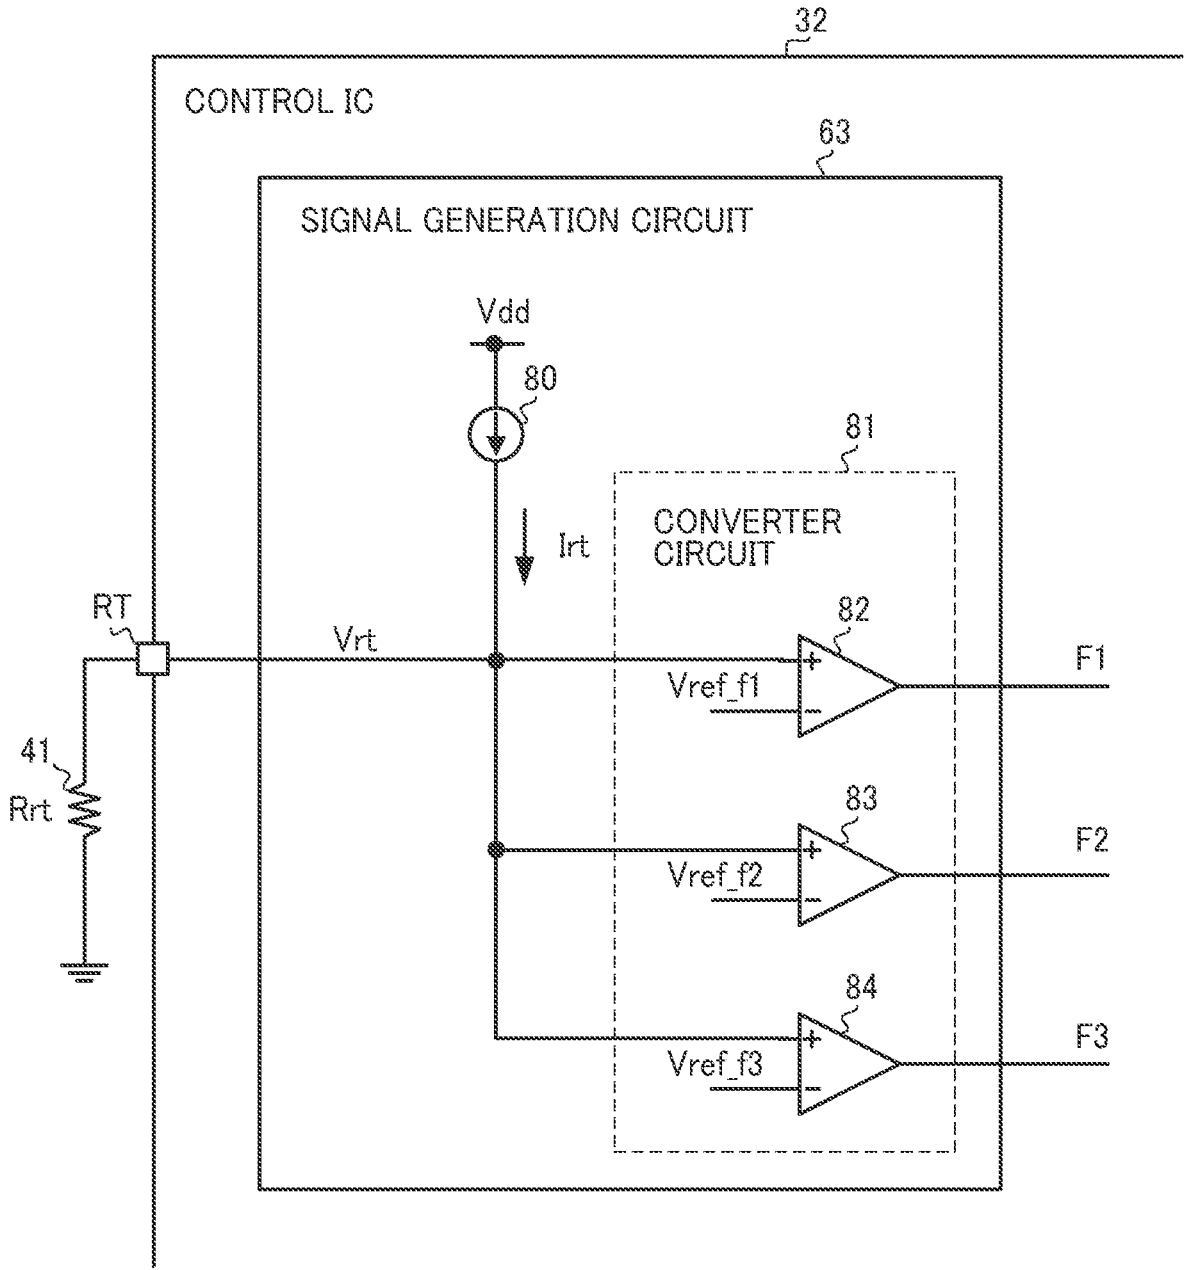 32
CONTROL IC
63
SIGNAL GENERATION CIRCUIT
Vdd
80
81
CONVERTER
CIRCUIT
Irt
RT
82
Vrt
F1
Vref_f1
+
-
41
Rrt
83
F2
Vref_f2
+
-
84
F3
Vref_f3
+
-